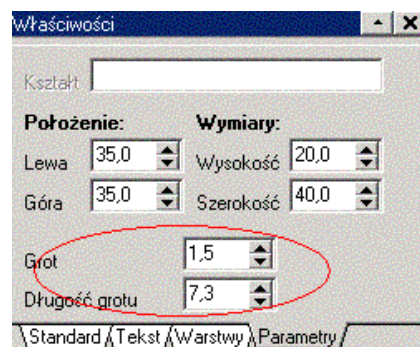 Właściwości
Kształt
Położenie: Wymiary:
Lewa 35,0 Wysokość 20,0
Góra 35,0 Szerokość 40,0
Grot 1,5
Długość grotu 7,3
Standard Tekst Warstwy Parametry